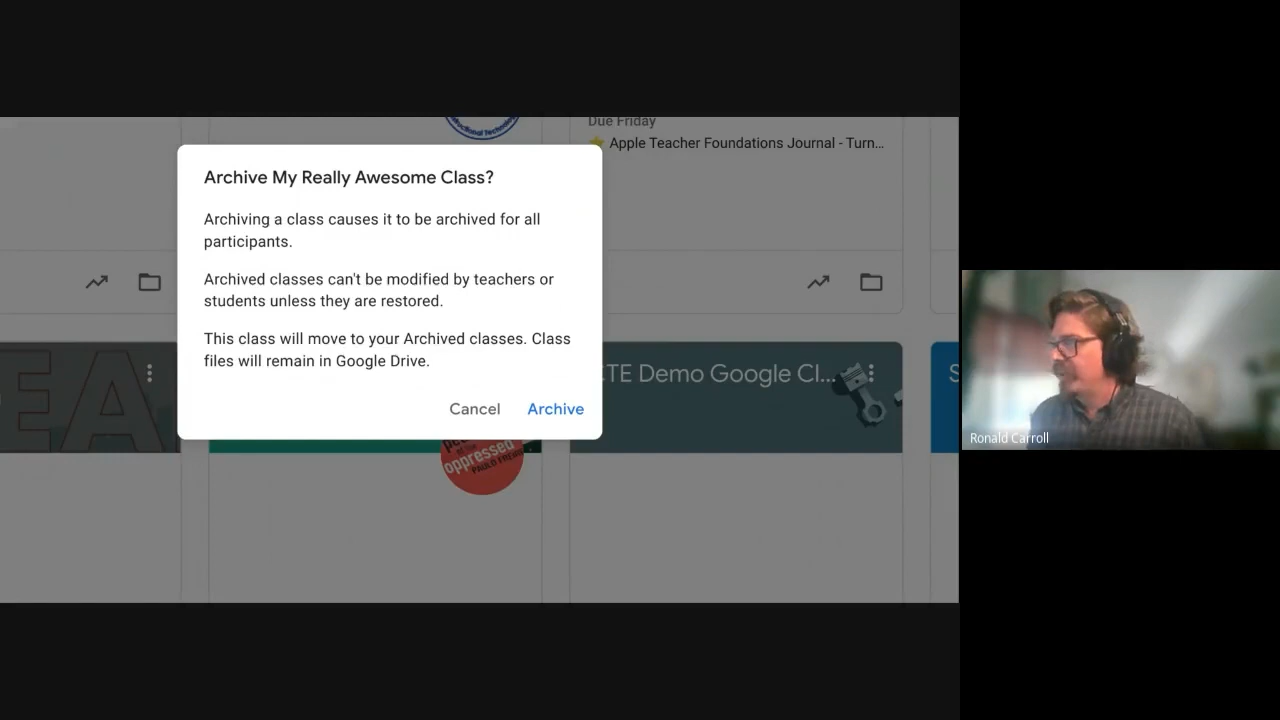 ctional Technolog
Due Friday
Apple Teacher Foundations Journal - Turn...
Archive My Really Awesome Class?
Archiving a class causes it to be archived for all
participants.
Archived classes can't be modified by teachers or
students unless they are restored.
This class will move to your Archived classes. Class
files will remain in Google Drive.
Cancel Archive
EA
TE Demo Google Cl...
S
oppressed
PAULO FREIRE
Ronald Carroll